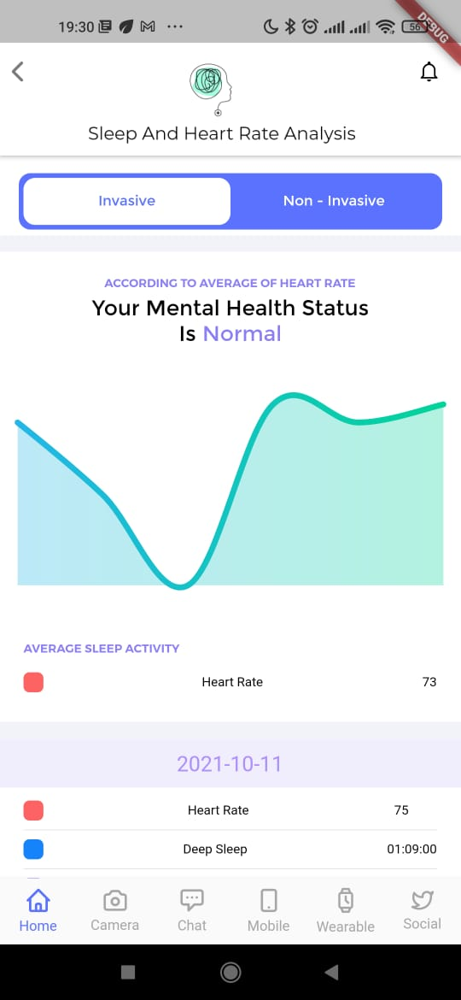 19:30
56
DEBUG
Sleep And Heart Rate Analysis
Invasive
Non - Invasive
ACCORDING TO AVERAGE OF HEART RATE
Your Mental Health Status
Is Normal
AVERAGE SLEEP ACTIVITY
Heart Rate 73
2021-10-11
Heart Rate 75
Deep Sleep 01:09:00
Home
Camera
Chat
Mobile
Wearable
Social